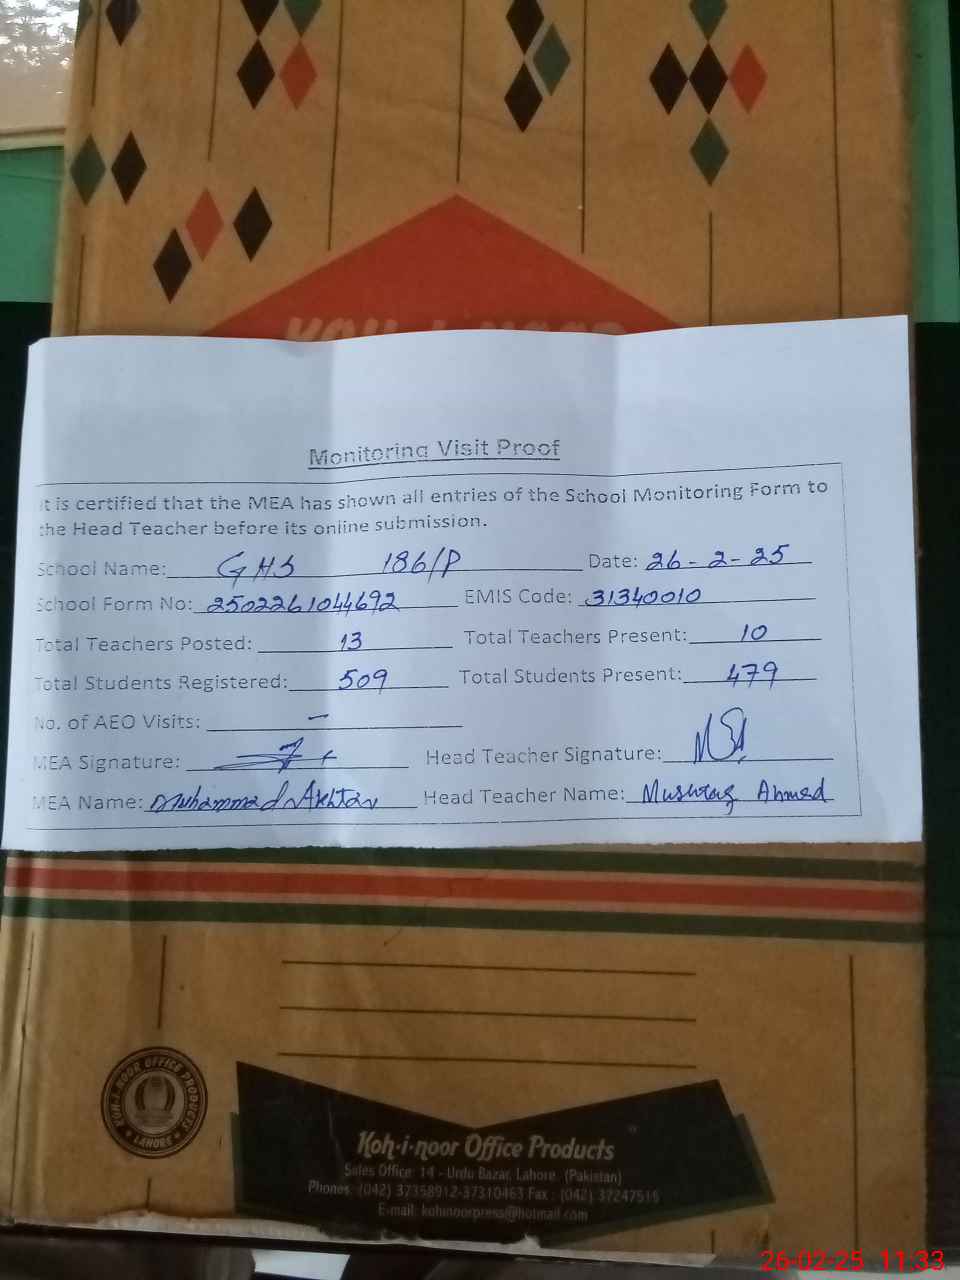 Monitoring Visit Proof
It is certified that the MEA has shown all entries of the School Monitoring Form to
the Head Teacher before its online submission.
School Name: GHS 186/P Date: 26-2-25
School Form No: 2502261044692 EMIS Code: 31340010
Total Teachers Posted: 13 Total Teachers Present: 10
Total Students Registered: 509 Total Students Present: 479
No. of AEO Visits: -
MEA Signature: Head Teacher Signature:
MEA Name: Muhammad Akhtar Head Teacher Name: Mushtaq Ahmed
KOH-I-NOOR OFFICE PRODUCTS
LAHORE
Koh-i-noor Office Products
Sales Office: 14 - Urdu Bazar, Lahore. (Pakistan)
Phones: (042) 37358912-37310463 Fax : (042) 37247516
E-mail: kohinoorpress@hotmail.com
26-02-25 11:33